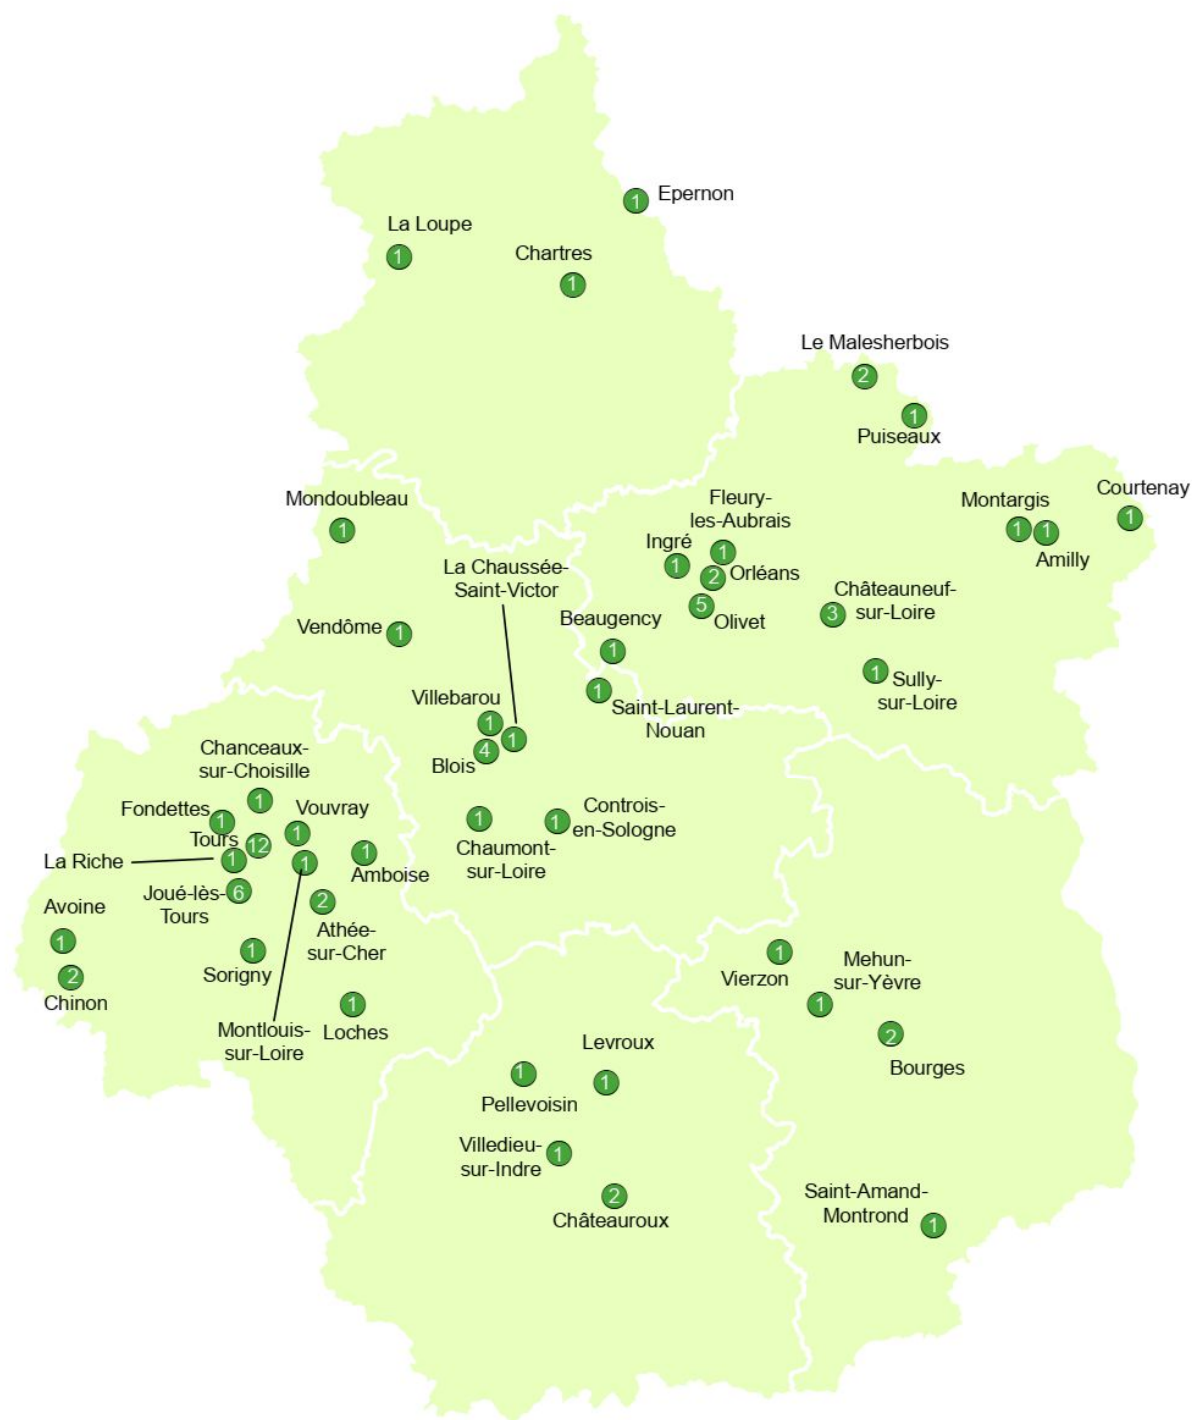 Epernon
1
La Loupe
1
Chartres
1
Le Malesherbois
2
1
Puiseaux
Mondoubleau
1
Fleury-
les-Aubrais
1
Ingré
1
2
Orléans
5
Olivet
Montargis
1
1
Amilly
Courtenay
1
La Chaussée-
Saint-Victor
1
Châteauneuf-
sur-Loire
3
Beaugency
1
Vendôme
1
1
Sully-
sur-Loire
1
Saint-Laurent-
Nouan
Villebarou
1
4
Blois
Chanceaux-
sur-Choisille
1
Fondettes
1
Vouvray
1
Tours
12
La Riche
1
1
1
Amboise
1
Chaumont-
sur-Loire
1
Controis-
en-Sologne
Joué-lès-
Tours
6
2
Athée-
sur-Cher
Avoine
1
2
Chinon
1
Sorigny
Montlouis-
sur-Loire
1
Loches
1
Vierzon
Mehun-
sur-Yèvre
1
2
Bourges
Levroux
1
1
Pellevoisin
Villedieu-
sur-Indre
1
2
Châteauroux
Saint-Amand-
Montrond
1